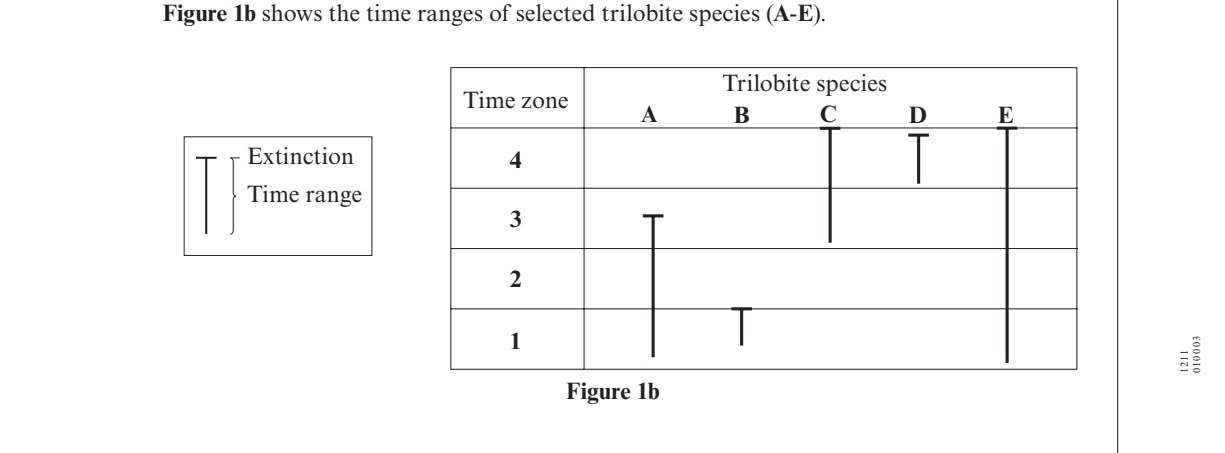 Figure 1b shows the time ranges of selected trilobite species (A-E).
Trilobite species
Time zone
A B C D E
Extinction
Time range
4
3
2
1
Figure 1b
1211
010003